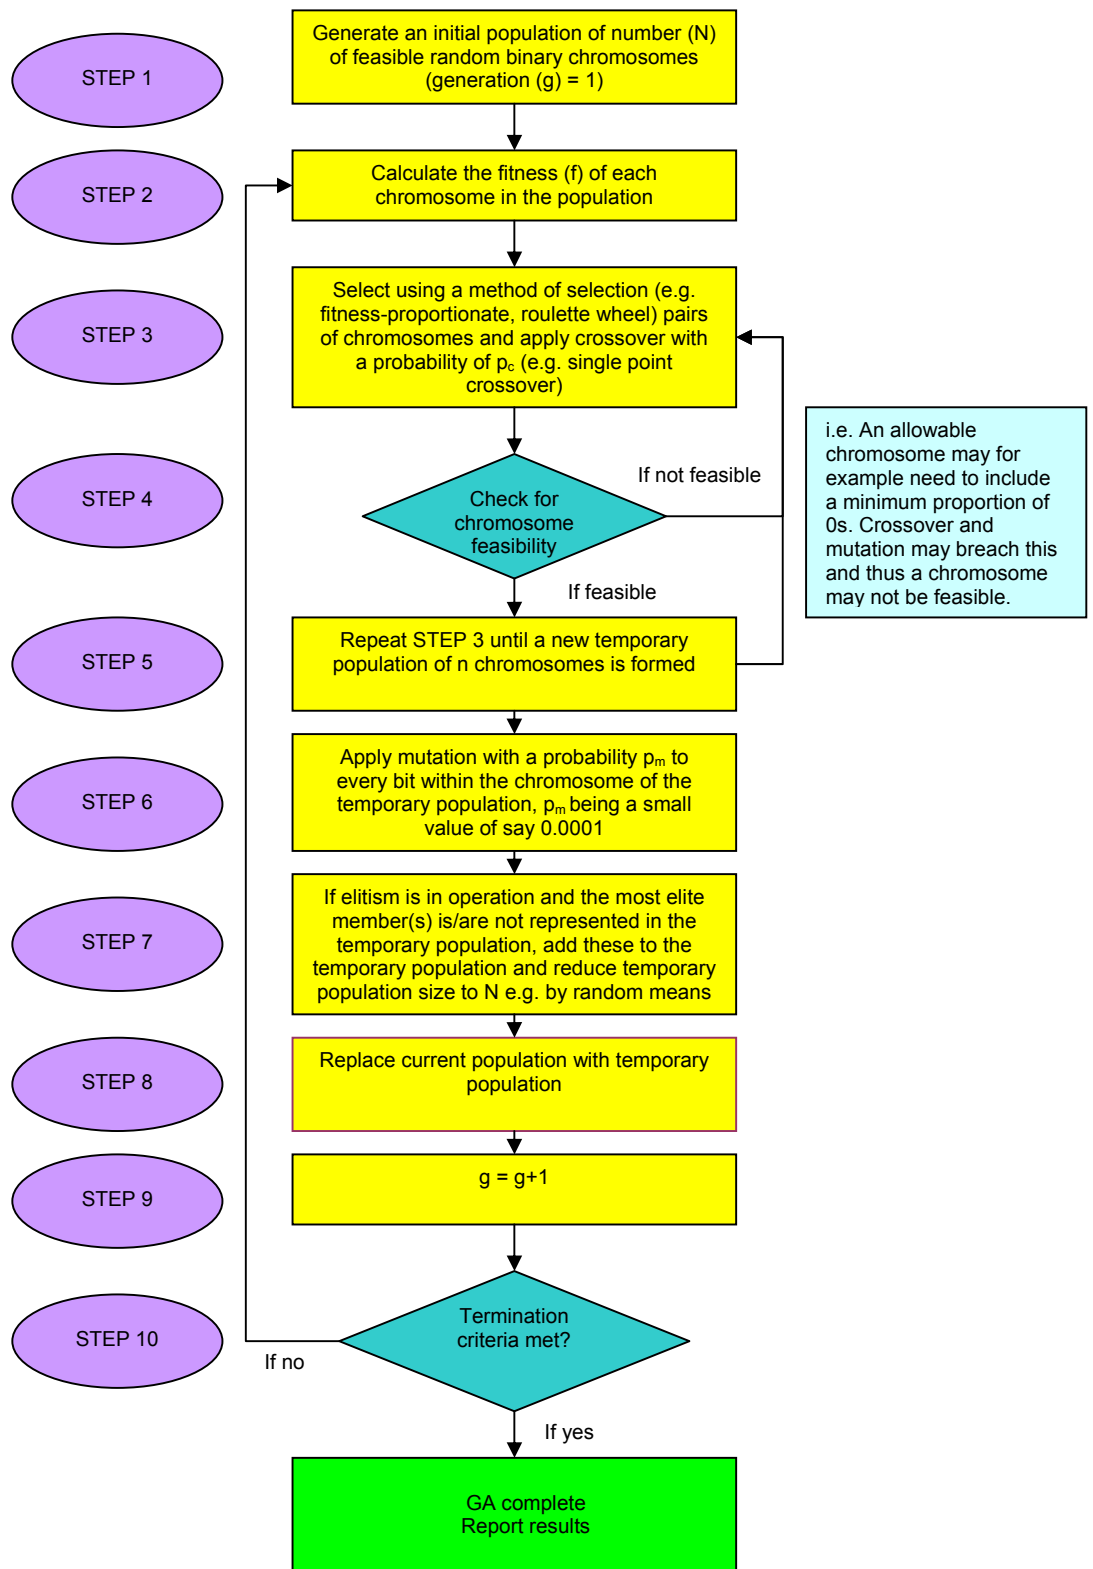 STEP 1
Generate an initial population of number (N)
of feasible random binary chromosomes
(generation (g) = 1)
STEP 2
Calculate the fitness (f) of each
chromosome in the population
STEP 3
Select using a method of selection (e.g.
fitness-proportionate, roulette wheel) pairs
of chromosomes and apply crossover with
a probability of pc (e.g. single point
crossover)
STEP 4
Check for
chromosome
feasibility
If not feasible
If feasible
i.e. An allowable
chromosome may for
example need to include
a minimum proportion of
0s. Crossover and
mutation may breach this
and thus a chromosome
may not be feasible.
STEP 5
Repeat STEP 3 until a new temporary
population of n chromosomes is formed
STEP 6
Apply mutation with a probability pm to
every bit within the chromosome of the
temporary population, pm being a small
value of say 0.0001
STEP 7
If elitism is in operation and the most elite
member(s) is/are not represented in the
temporary population, add these to the
temporary population and reduce temporary
population size to N e.g. by random means
STEP 8
Replace current population with temporary
population
STEP 9
g = g+1
STEP 10
Termination
criteria met?
If no
If yes
GA complete
Report results